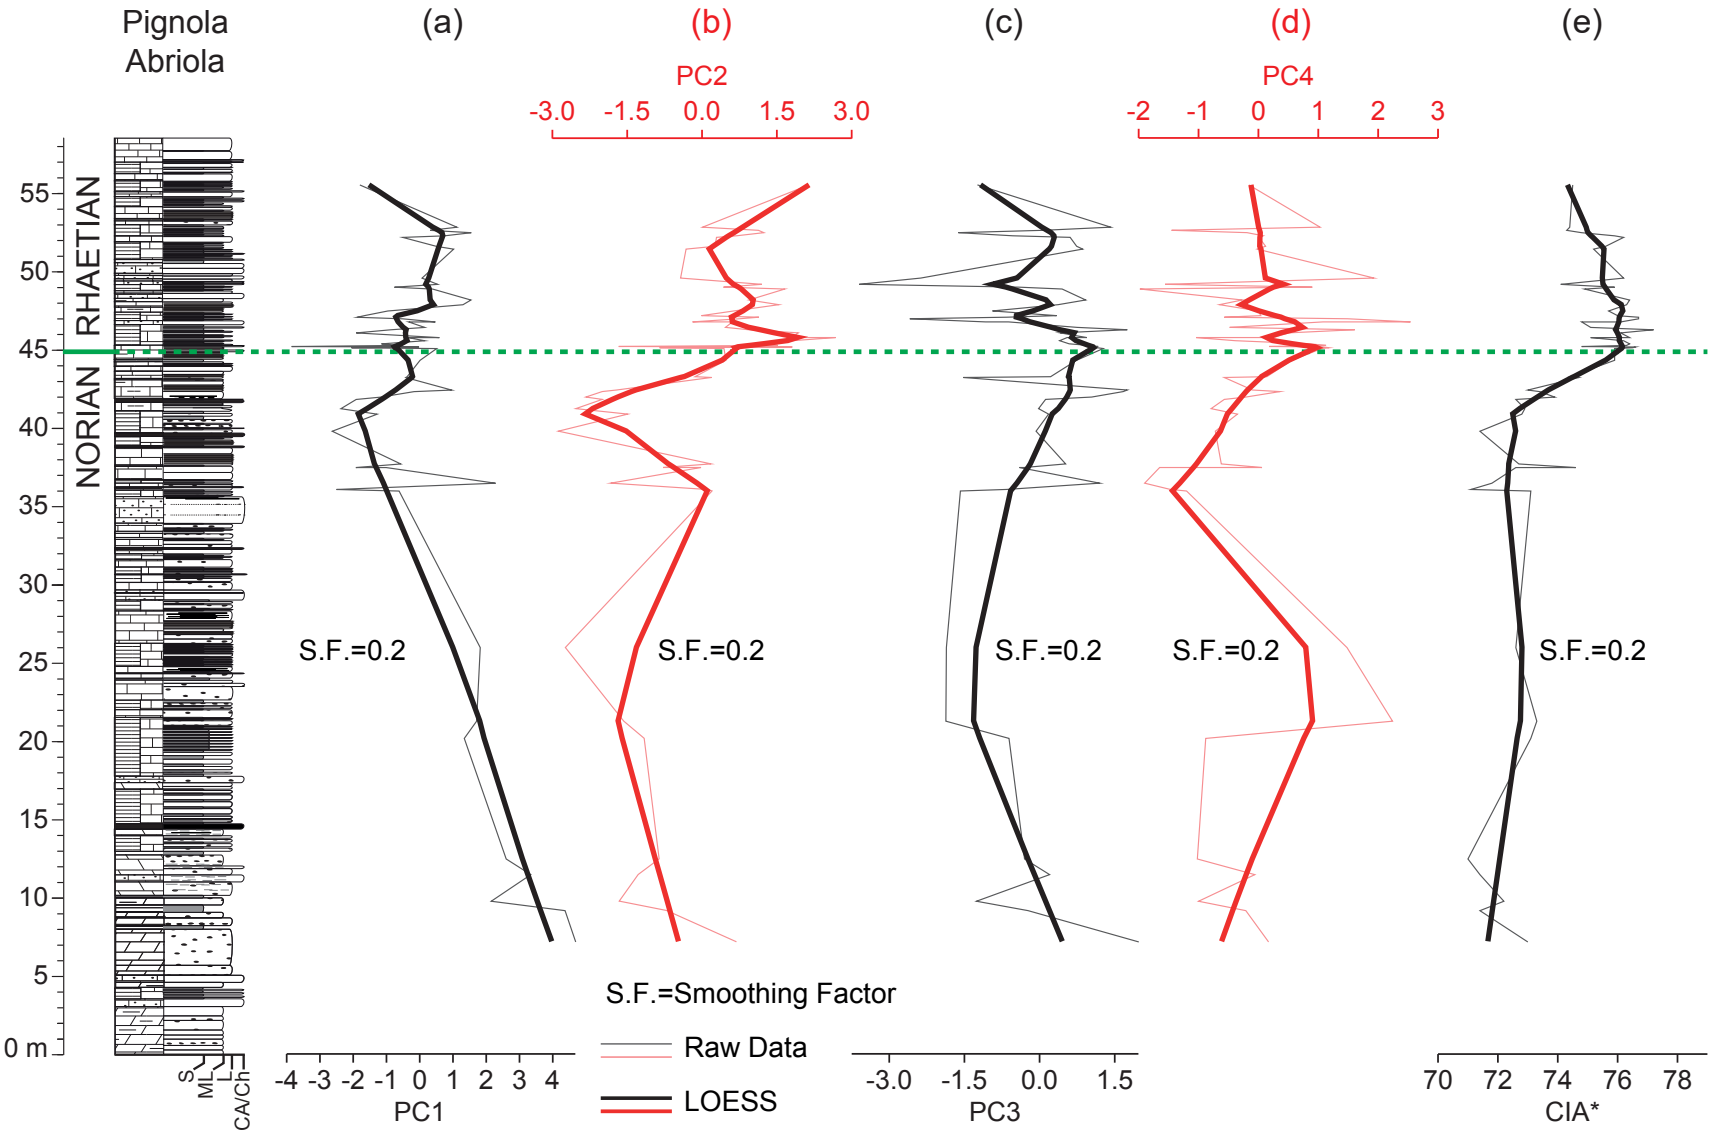 Pignola
Abriola
(a)
(b)
(c)
(d)
(e)
PC2
-3.0 -1.5 0.0 1.5 3.0
PC4
-2 -1 0 1 2 3
RHAETIAN
NORIAN
55
50
45
40
35
30
25
20
15
10
5
0 m
S.F.=0.2
S.F.=0.2
S.F.=0.2
S.F.=0.2
S.F.=0.2
S.F.=Smoothing Factor
Raw Data
LOESS
S
ML
L
CA/Ch
-4 -3 -2 -1 0 1 2 3 4
PC1
-3.0 -1.5 0.0 1.5
PC3
70 72 74 76 78
CIA*